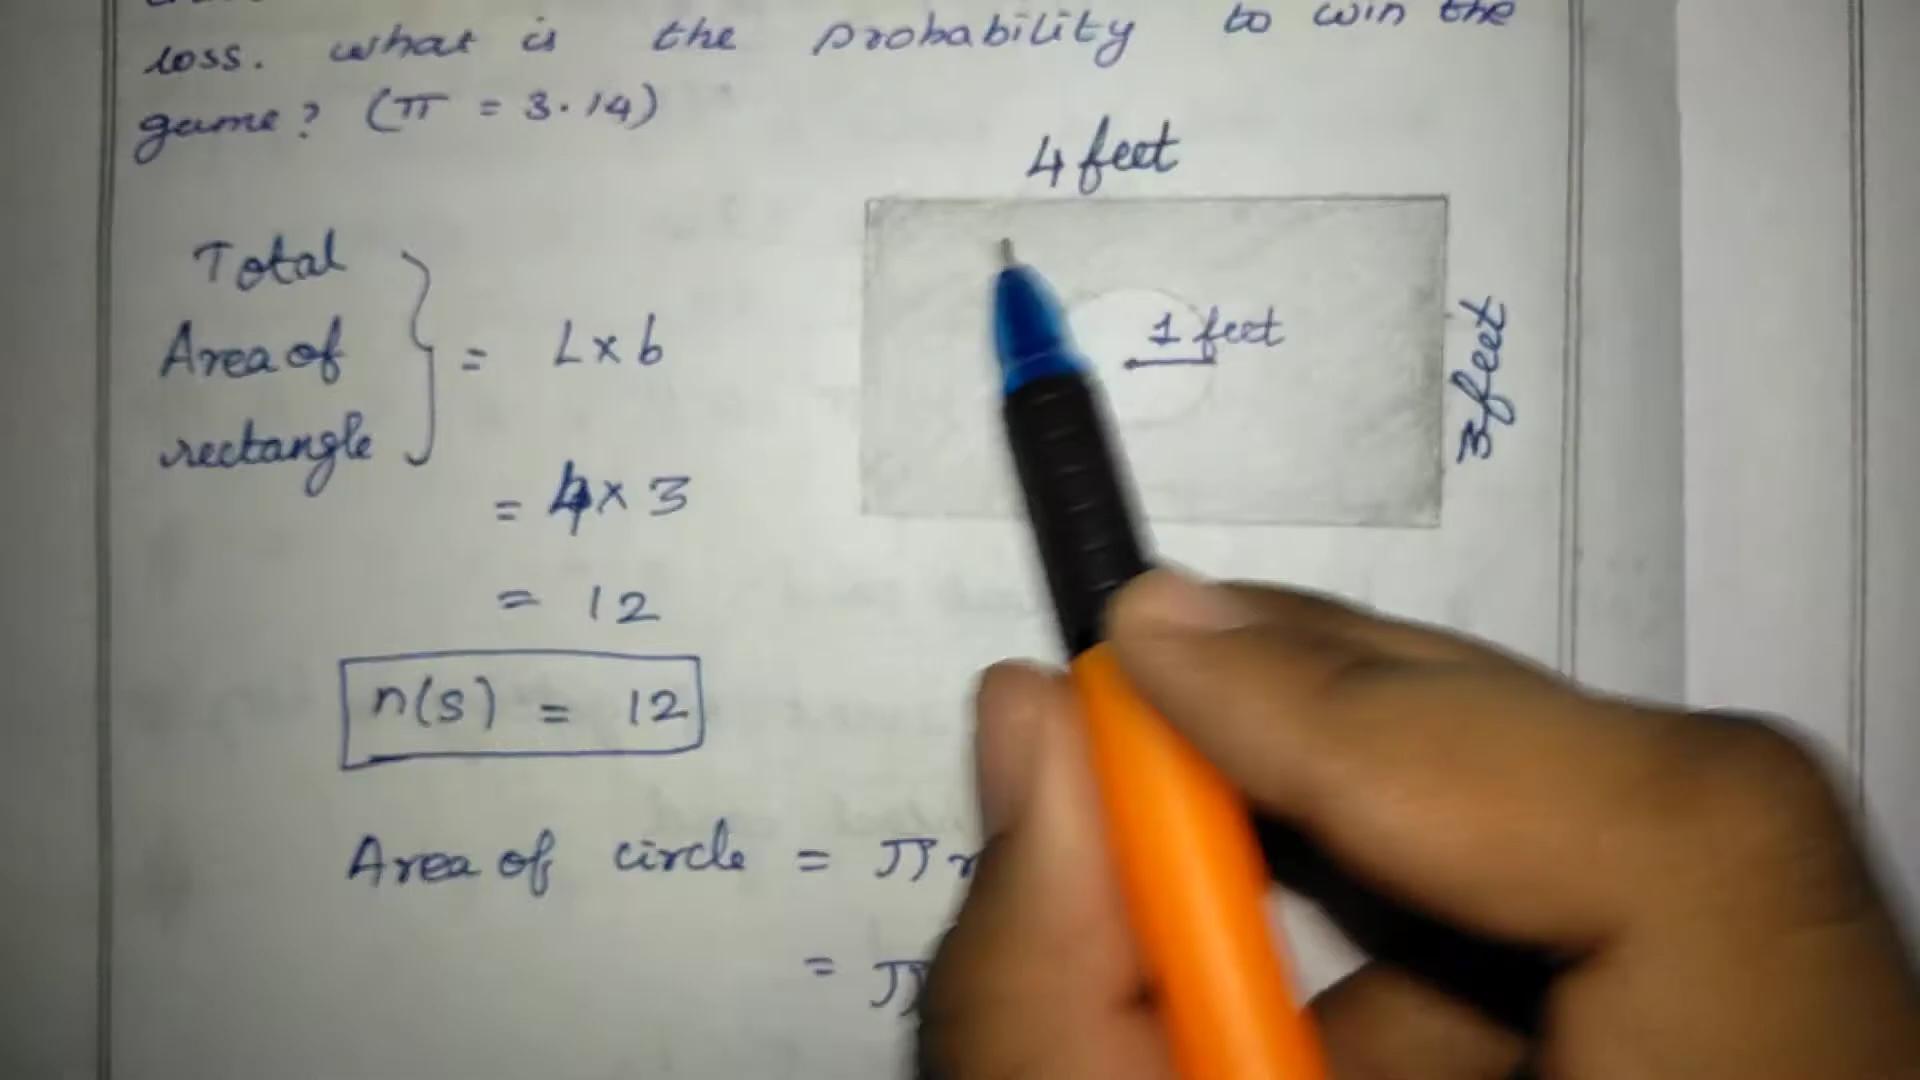 loss. what is the probability to win the
game? (π = 3.14)
4 feet
1 feet
3 feet
Total
Area of
rectangle
= L x b
= 4 x 3
= 12
n(s) = 12
Area of circle = π
= π